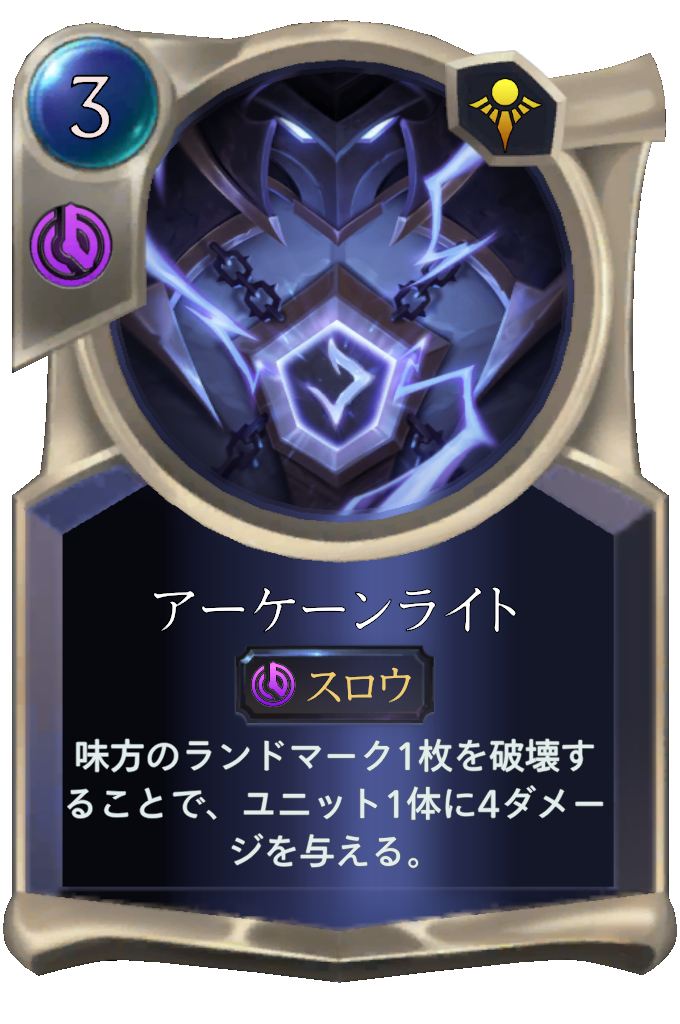 3
アーケーンライト
スロウ
味方のランドマーク1枚を破壊す
ることで、ユニット1体に4ダメー
ジを与える。